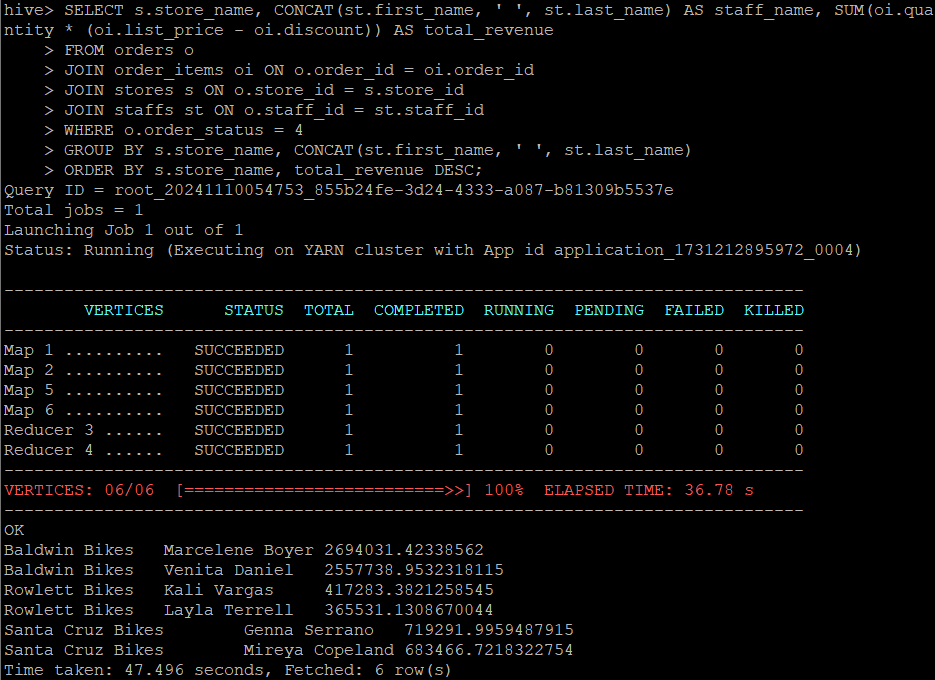 hive> SELECT s.store_name, CONCAT(st.first_name, ' ', st.last_name) AS staff_name, SUM(oi.qua
ntity * (oi.list_price - oi.discount)) AS total_revenue
    > FROM orders o
    > JOIN order_items oi ON o.order_id = oi.order_id
    > JOIN stores s ON o.store_id = s.store_id
    > JOIN staffs st ON o.staff_id = st.staff_id
    > WHERE o.order_status = 4
    > GROUP BY s.store_name, CONCAT(st.first_name, ' ', st.last_name)
    > ORDER BY s.store_name, total_revenue DESC;
Query ID = root_20241110054753_855b24fe-3d24-4333-a087-b81309b5537e
Total jobs = 1
Launching Job 1 out of 1
Status: Running (Executing on YARN cluster with App id application_1731212895972_0004)
--------------------------------------------------------------------------------
        VERTICES      STATUS  TOTAL  COMPLETED  RUNNING  PENDING  FAILED  KILLED
--------------------------------------------------------------------------------
Map 1 ..........   SUCCEEDED      1          1        0        0       0       0
Map 2 ..........   SUCCEEDED      1          1        0        0       0       0
Map 5 ..........   SUCCEEDED      1          1        0        0       0       0
Map 6 ..........   SUCCEEDED      1          1        0        0       0       0
Reducer 3 ......   SUCCEEDED      1          1        0        0       0       0
Reducer 4 ......   SUCCEEDED      1          1        0        0       0       0
--------------------------------------------------------------------------------
VERTICES: 06/06  [==========================>>] 100%  ELAPSED TIME: 36.78 s
--------------------------------------------------------------------------------
OK
Baldwin Bikes   Marcelene Boyer 2694031.42338562
Baldwin Bikes   Venita Daniel   2557738.9532318115
Rowlett Bikes   Kali Vargas     417283.3821258545
Rowlett Bikes   Layla Terrell   365531.1308670044
Santa Cruz Bikes        Genna Serrano   719291.9959487915
Santa Cruz Bikes        Mireya Copeland 683466.7218322754
Time taken: 47.496 seconds, Fetched: 6 row(s)